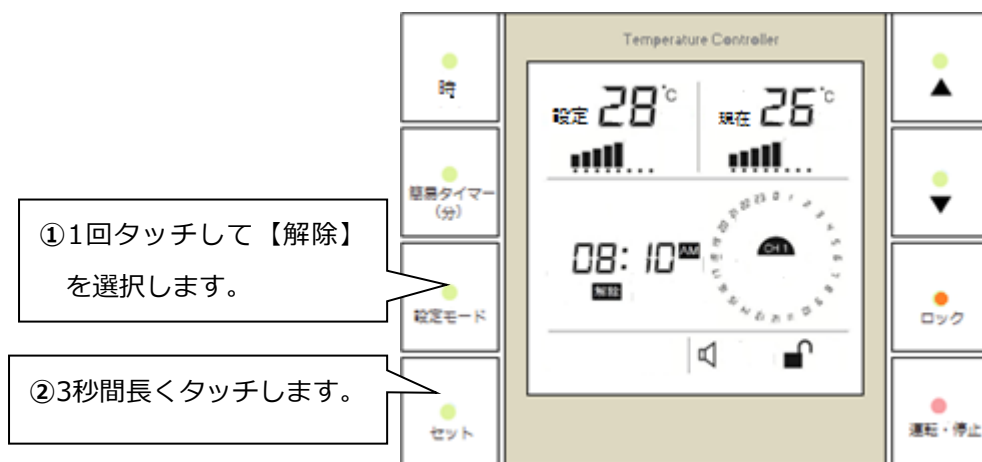 Temperature Controller
時
設定 28℃
現在 26℃
▲
簡易タイマー
(分)
▼
①1回タッチして【解除】
を選択します。
08:10 AM
解除
CH 1
設定モード
ロック
②3秒間長くタッチします。
セット
運転・停止